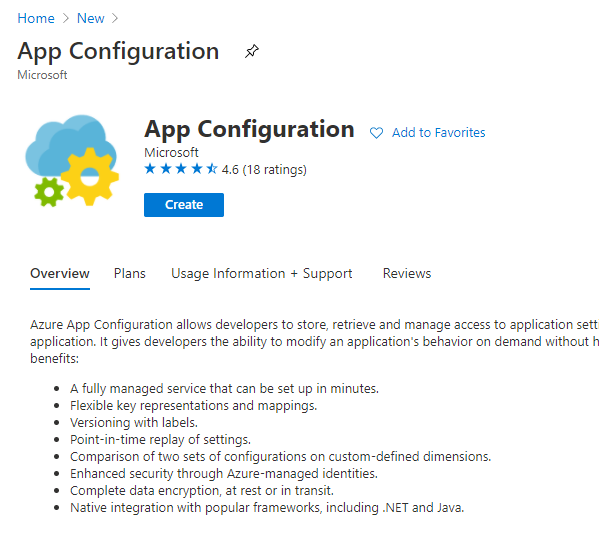 Home > New >
App Configuration
Microsoft
App Configuration Add to Favorites
Microsoft
4.6 (18 ratings)
Create
Overview Plans Usage Information + Support Reviews
Azure App Configuration allows developers to store, retrieve and manage access to application
application. It gives developers the ability to modify an application's behavior on demand without
benefits:
• A fully managed service that can be set up in minutes.
• Flexible key representations and mappings.
• Versioning with labels.
• Point-in-time replay of settings.
• Comparison of two sets of configurations on custom-defined dimensions.
• Enhanced security through Azure-managed identities.
• Complete data encryption, at rest or in transit.
• Native integration with popular frameworks, including .NET and Java.